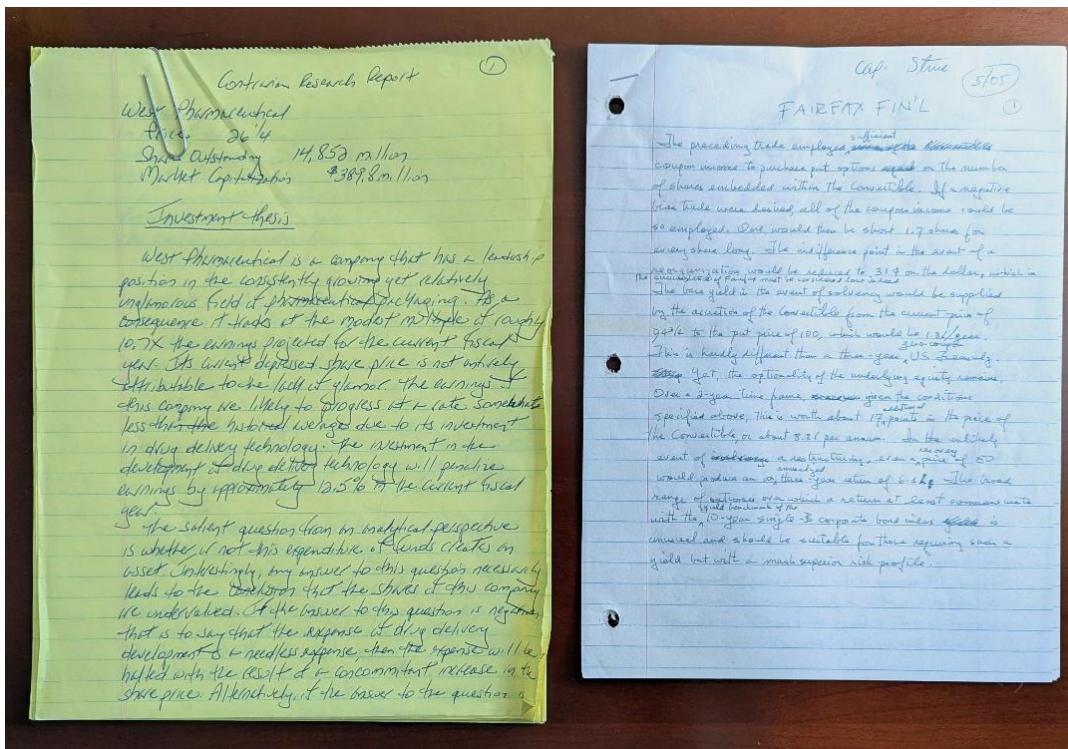 Contrarian Research Report
1
West Pharmaceutical
Price 26 1/4
Shares Outstanding 14,852 million
Market Capitalization $389.8 million
Investment thesis
West Pharmaceutical is a company that has a leadership
position in the consistently growing yet relatively
unglamorous field of pharmaceutical packaging. As a
consequence it trades at the modest multiple of roughly
10.7X the earnings projected for the current fiscal
year. Its current depressed share price is not entirely
attributable to the lack of glamor. The earnings of
this company are likely to progress at a rate somewhat
less than the historical averages due to its investment
in drug delivery technology. The investment in the
development of drug delivery technology will penalize
earnings by approximately 12.5% in the current fiscal
year.
The salient question from an analytical perspective
is whether or not this expenditure of funds creates an
asset. Interestingly, any answer to this question necessarily
leads to the conclusion that the shares of this company
are undervalued. If the answer to this question is negative
that is to say that the expense of drug delivery
development is a needless expense, then the expense will be
halted with the result of a concommitant increase in the
share price. Alternatively, if the answer to the question is
Cap. Struc
5/05
1
FAIRFAX FIN'L
The preceding trade employed sufficient
coupon income to purchase put options on the number
of shares embedded within the Convertible. If a negative
bias trade were desired, all of the coupon income could be
so employed. One would then be short 1.7 shares for
every share long. The indifference point in the event of a
reorganization would be reduced to 31¢ on the dollar, which in
the circumstances of Fairfax must be considered low indeed
The base yield in the event of solvency would be supplied
by the accretion of the Convertible from the current price of
to the put price of 100, which would be
This is hardly different than a three-year, zero coupon US Treasury.
Yet, the optionality of the underlying equity remains.
Over a 2-year time frame, given the conditions
specified above, this is worth about 17 points in the price of
the Convertible, or about per annum. In the unlikely
event of a restructuring, even a recovery price of 50
would produce an annualized three-year return of The broad
range of outcomes over which a return at least commensurate
with the yield benchmark of the 10-year single-B corporate bond index is
unusual and should be suitable for those requiring such a
yield but with a much superior risk profile.